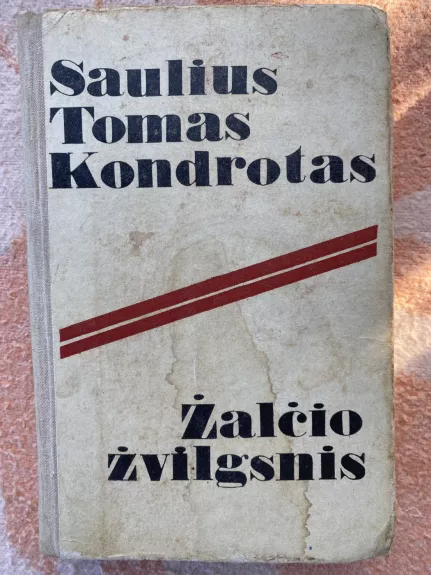 Saulius
Tomas
Kondrotas
Žalčio
žvilgsnis